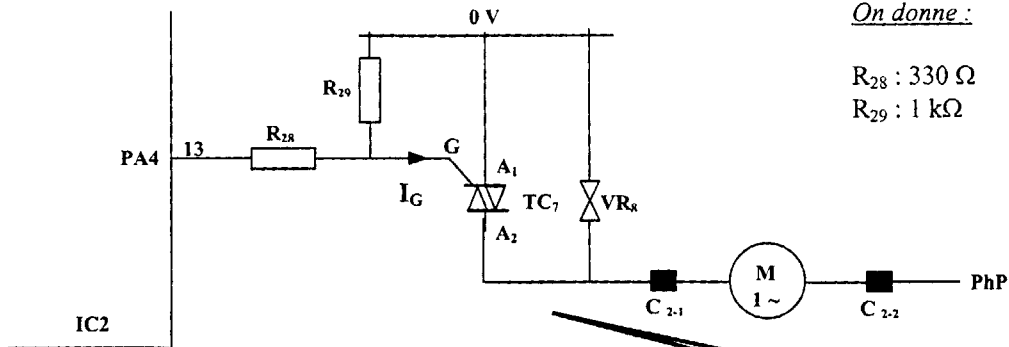 0 V
On donne :
R₂₈ : 330 Ω
R₂₉ : 1 kΩ
R₂₉
R₂₈
PA4
13
G
I_G
A₁
TC₇
VR₈
A₂
M
1 ~
C ₂₋₁
C ₂₋₂
PhP
IC2